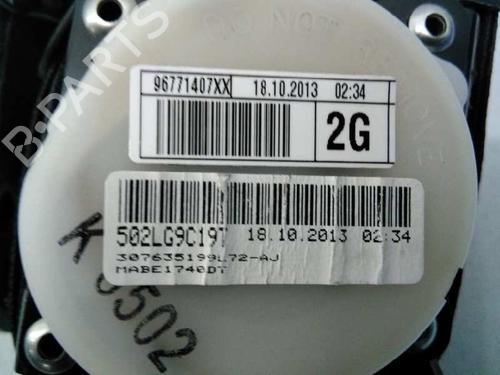 DO NOT REMOVE
96771407XX 18.10.2013 02:34
2G
502LG9C19T 18.10.2013 02:34
307635199L72-AJ
MABE1740DT
K 3502
B-PARTS